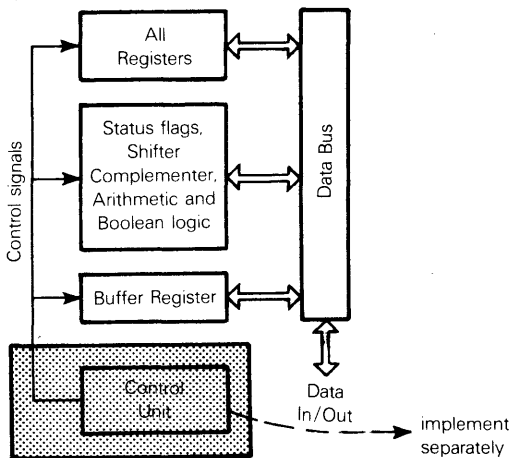 All
Registers
Status flags,
Shifter
Complementer,
Arithmetic and
Boolean logic
Buffer Register
Control
Unit
Control signals
Data Bus
Data
In/Out
implement
separately